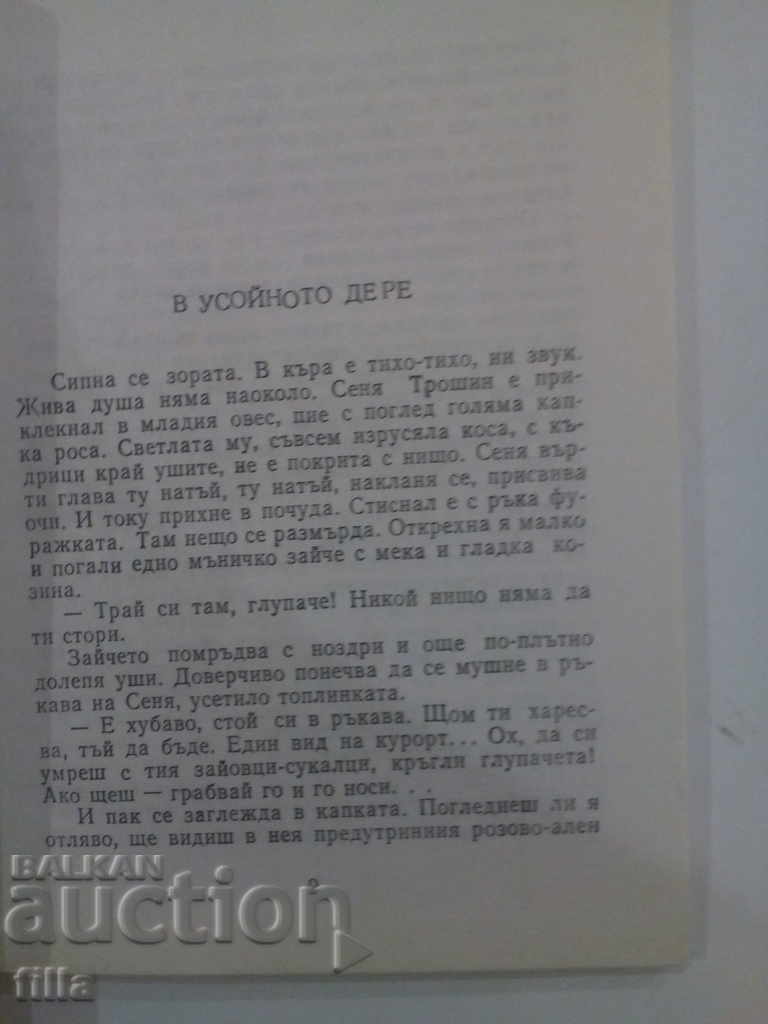 В УСОЙНОТО ДЕРЕ
Сипна се зората. В къра е тихо-тихо, ни звук.
Жива душа няма наоколо. Сеня Трошин е при-
клекнал в младия овес, пие с поглед голяма кап-
ка роса. Светлата му, съвсем изрусяла коса, с къ-
дрици край ушите, не е покрита с нищо. Сеня вър-
ти глава ту натъй, ту натъй, накланя се, присвива
очи. И току прихне в почуда. Стиснал е с ръка фу-
ражката. Там нещо се размърда. Открехна я малко
и погали едно мъничко зайче с мека и гладка ко-
зина.
— Трай си там, глупаче! Никой нищо няма да
ти стори.
Зайчето помръдва с ноздри и още по-плътно
долепя уши. Доверчиво понечва да се мушне в ръ-
кава на Сеня, усетило топлинката.
— Е хубаво, стой си в ръкава. Щом ти харес-
ва, тъй да бъде. Един вид на курорт... Ох, да си
умреш с тия зайовци-сукалци, кръгли глупачета!
Ако щеш — грабвай го и го носи. . .
И пак се заглежда в капката. Погледнеш ли я
отляво, ще видиш в нея предутринния розово-ален
9
BALKAN
auction
filla